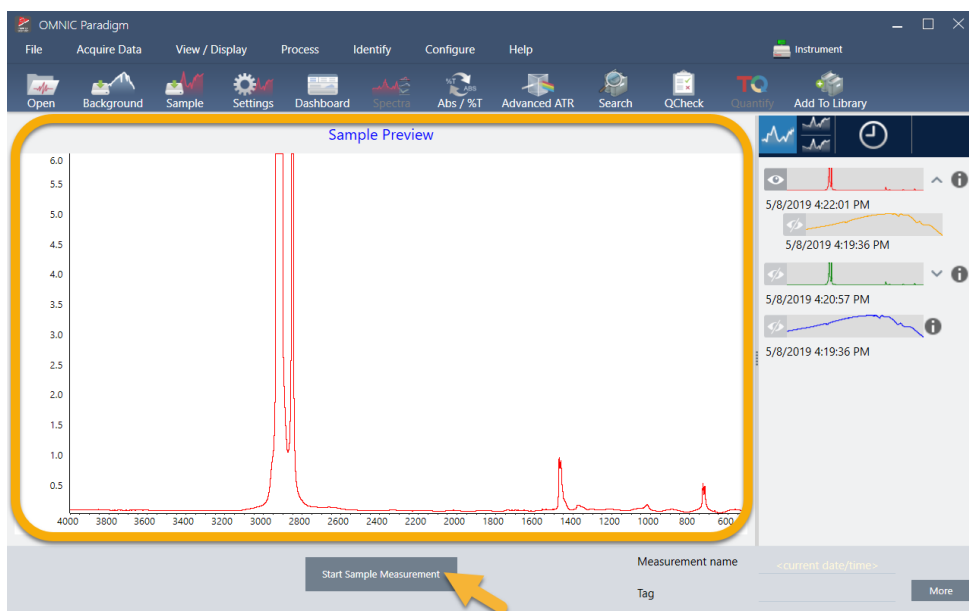 OMNIC Paradigm
File Acquire Data View / Display Process Identify Configure Help Instrument
%T ABS TQ
Open Background Sample Settings Dashboard Spectra Abs / %T Advanced ATR Search QCheck Quantify Add To Library
Sample Preview
6.0
5.5
5.0
4.5
4.0
3.5
3.0
2.5
2.0
1.5
1.0
0.5
4000 3800 3600 3400 3200 3000 2800 2600 2400 2200 2000 1800 1600 1400 1200 1000 800 600
5/8/2019 4:22:01 PM
5/8/2019 4:19:36 PM
5/8/2019 4:20:57 PM
5/8/2019 4:19:36 PM
Start Sample Measurement
Measurement name <current date/time>
Tag
More